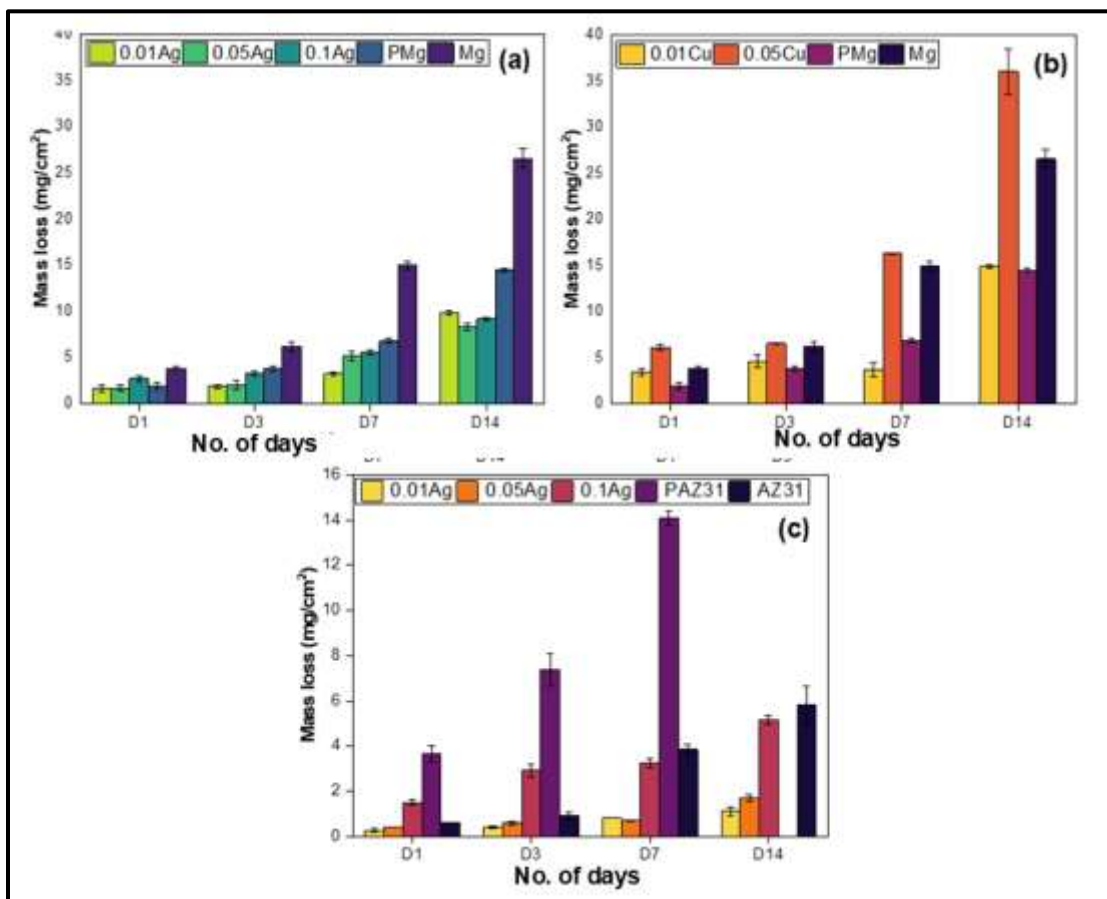 40
0.01Ag 0.05Ag 0.1Ag PMg Mg
(a)
35
30
25
20
15
10
5
0
Mass loss (mg/cm²)
D1 D3 D7 D14
No. of days
40
0.01Cu 0.05Cu PMg Mg
(b)
35
30
25
20
15
10
5
0
Mass loss (mg/cm²)
D1 D3 D7 D14
No. of days
16
0.01Ag 0.05Ag 0.1Ag PAZ31 AZ31
(c)
14
12
10
8
6
4
2
0
Mass loss (mg/cm²)
D1 D3 D7 D14
No. of days